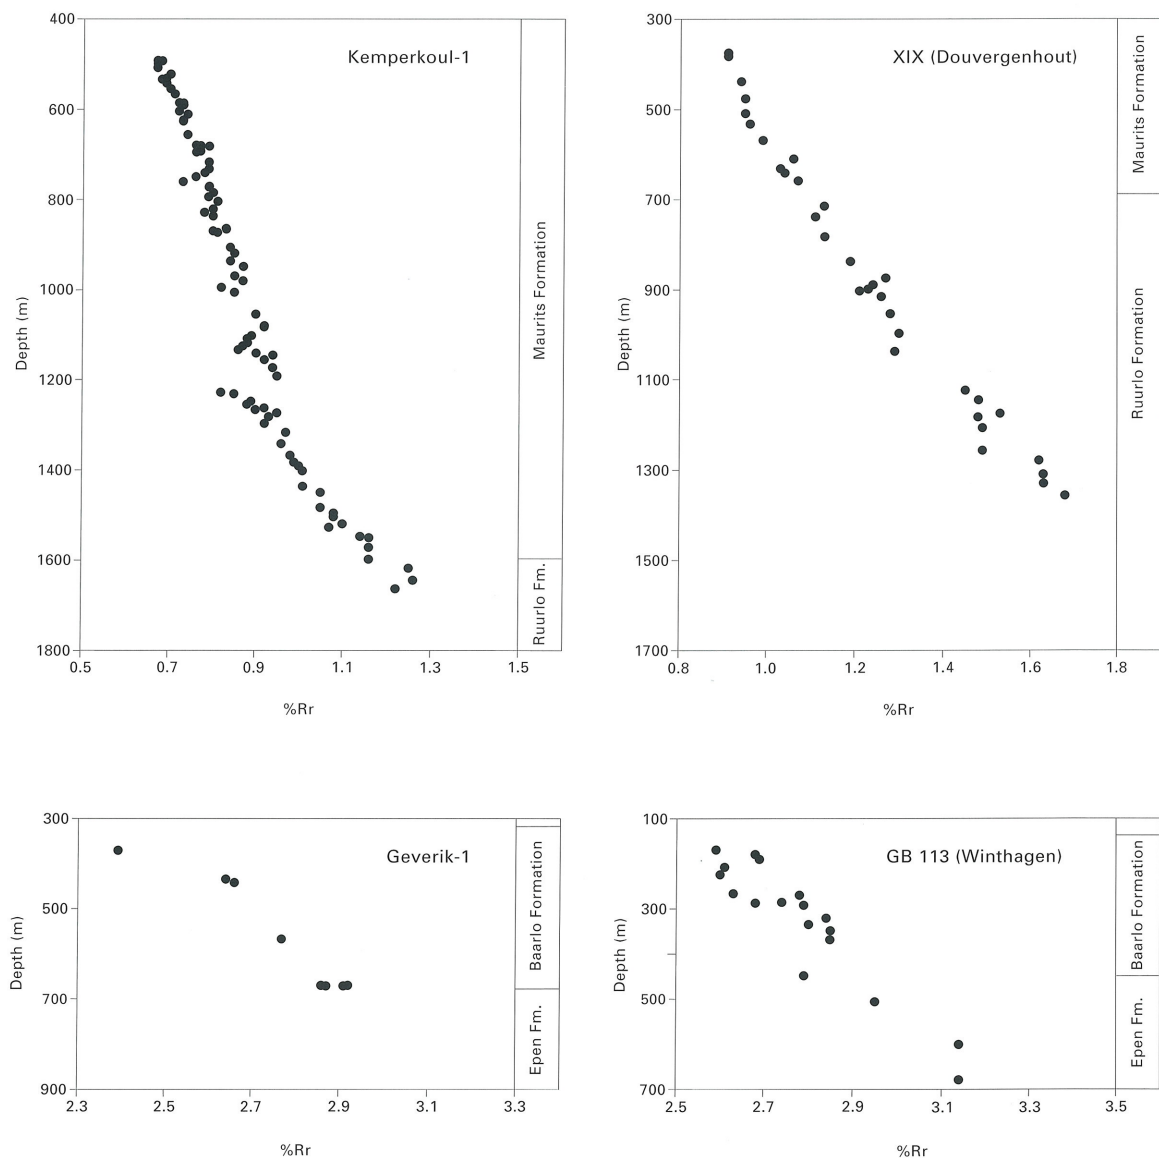 Kemperkoul-1
400
600
800
1000
1200
1400
1600
1800
Depth (m)
0.5 0.7 0.9 1.1 1.3 1.5
%Rr
Maurits Formation
Ruurlo Fm.
XIX (Douvergenhout)
300
500
700
900
1100
1300
1500
1700
Depth (m)
0.8 1.0 1.2 1.4 1.6 1.8
%Rr
Maurits Formation
Ruurlo Formation
Geverik-1
300
500
700
900
Depth (m)
2.3 2.5 2.7 2.9 3.1 3.3
%Rr
Baarlo Formation
Epen Fm.
GB 113 (Winthagen)
100
300
500
700
Depth (m)
2.5 2.7 2.9 3.1 3.3 3.5
%Rr
Baarlo Formation
Epen Fm.